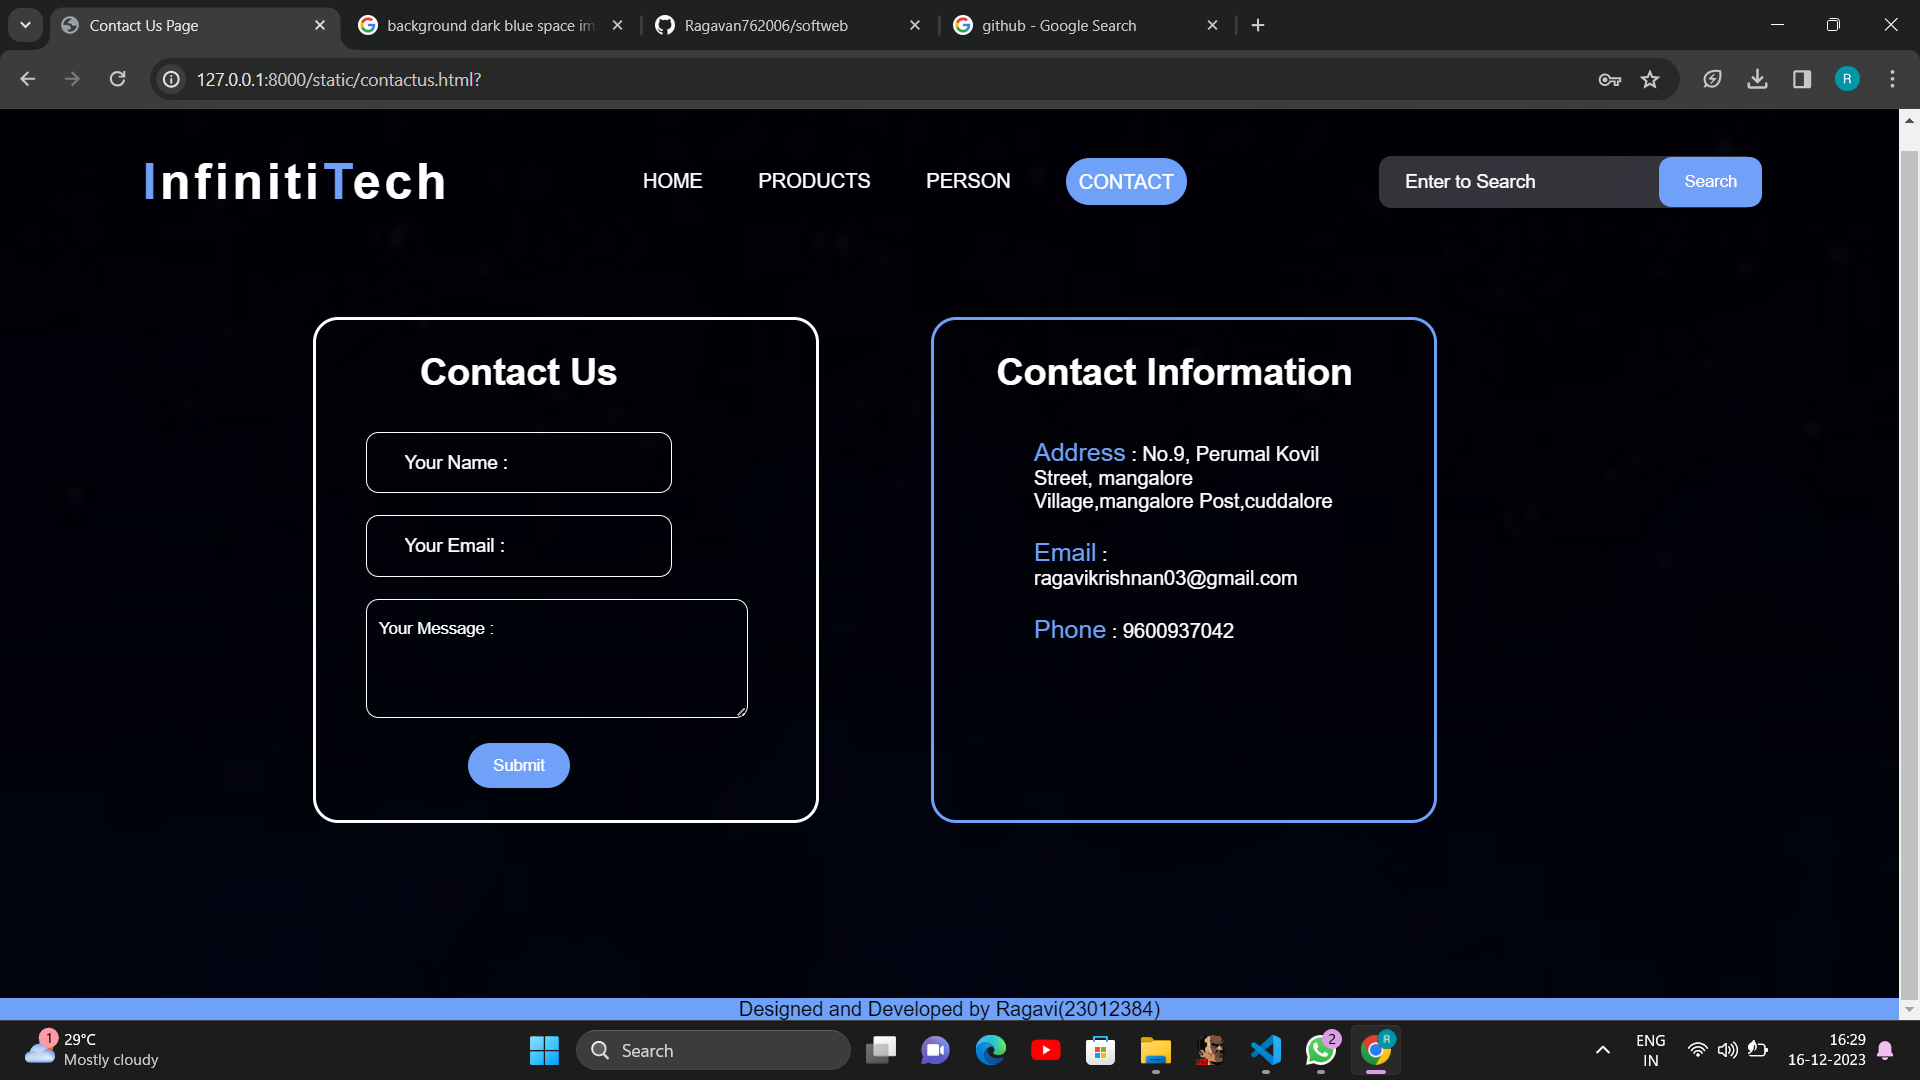 Contact Us Page
background dark blue space im
Ragavan762006/softweb
github - Google Search
127.0.0.1:8000/static/contactus.html?
R
InfinitiTech
HOME
PRODUCTS
PERSON
CONTACT
Enter to Search
Search
Contact Us
Your Name :
Your Email :
Your Message :
Submit
Contact Information
Address : No.9, Perumal Kovil
Street, mangalore
Village,mangalore Post,cuddalore
Email :
ragavikrishnan03@gmail.com
Phone : 9600937042
Designed and Developed by Ragavi(23012384)
1
29°C
Mostly cloudy
Search
2
R
ENG
IN
16:29
16-12-2023